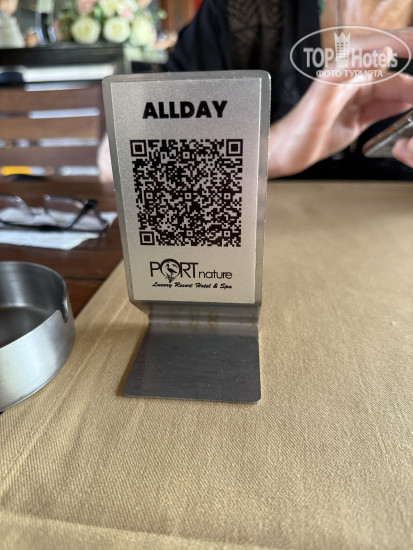 TOP Hotels
ФОТО ТУРИСТА
ALLDAY
PORT nature
Luxury Resort Hotel & Spa